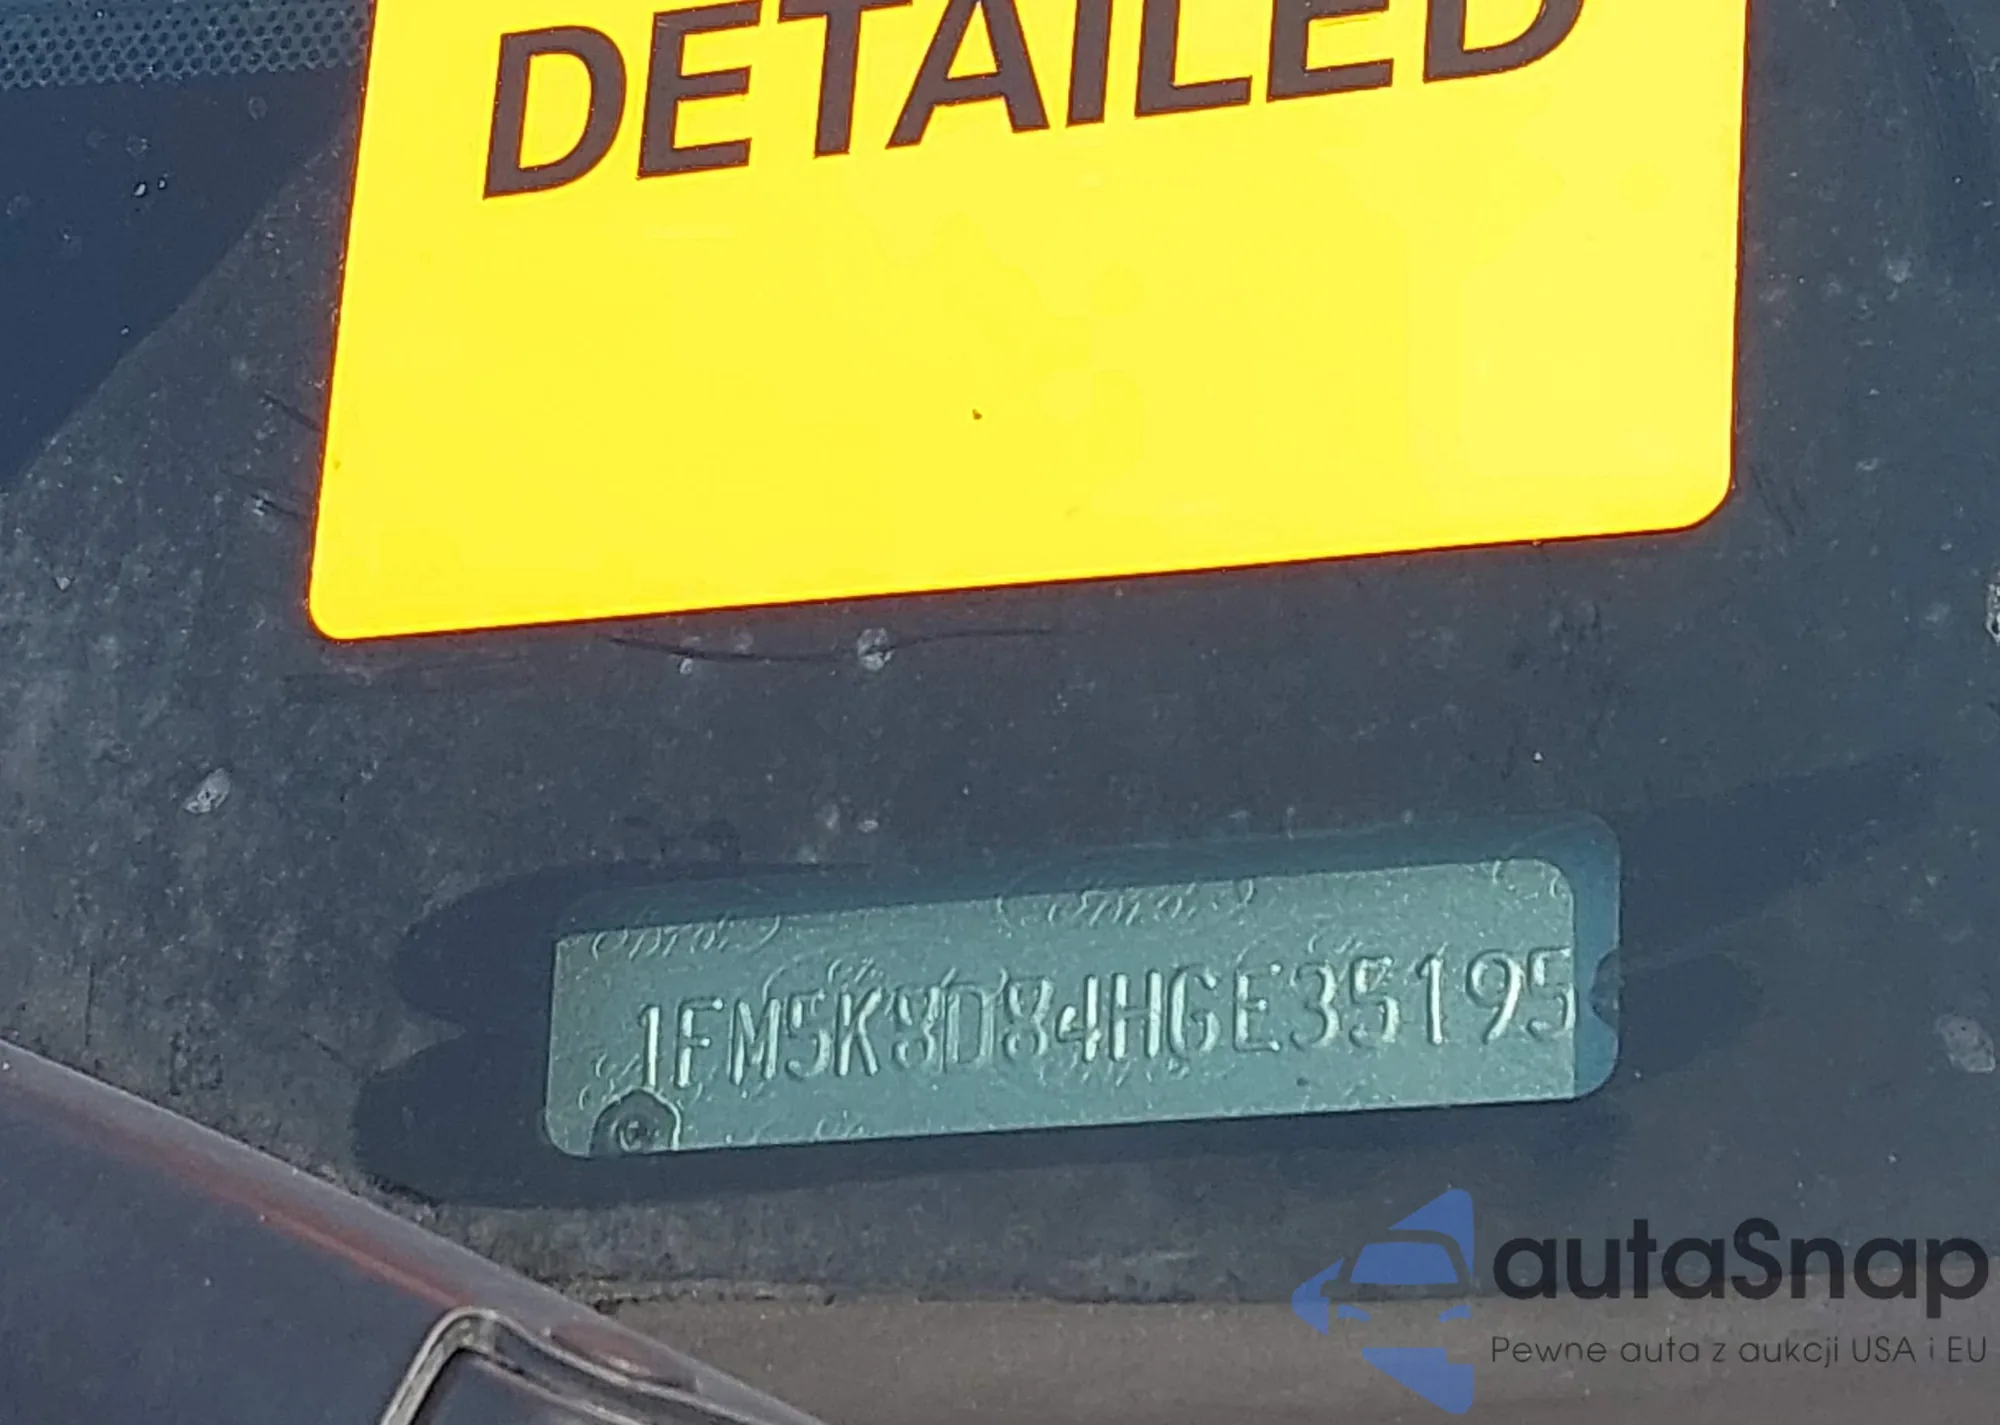 DETAILED
1FM5K8D84HGE35195
autaSnap
Pewne auta z aukcji USA i EU